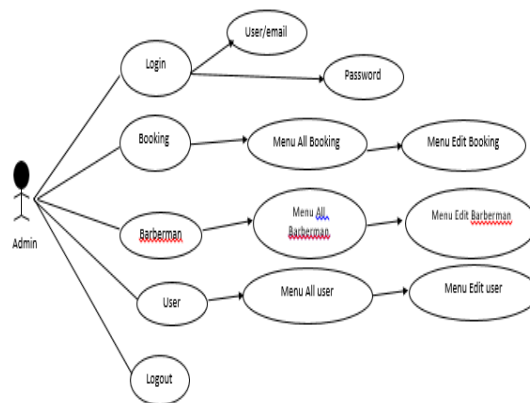 User/email
Login
Password
Booking
Menu All Booking
Menu Edit Booking
Admin
Barberman
Menu All
Barberman
Menu Edit Barberman
User
Menu All user
Menu Edit user
Logout